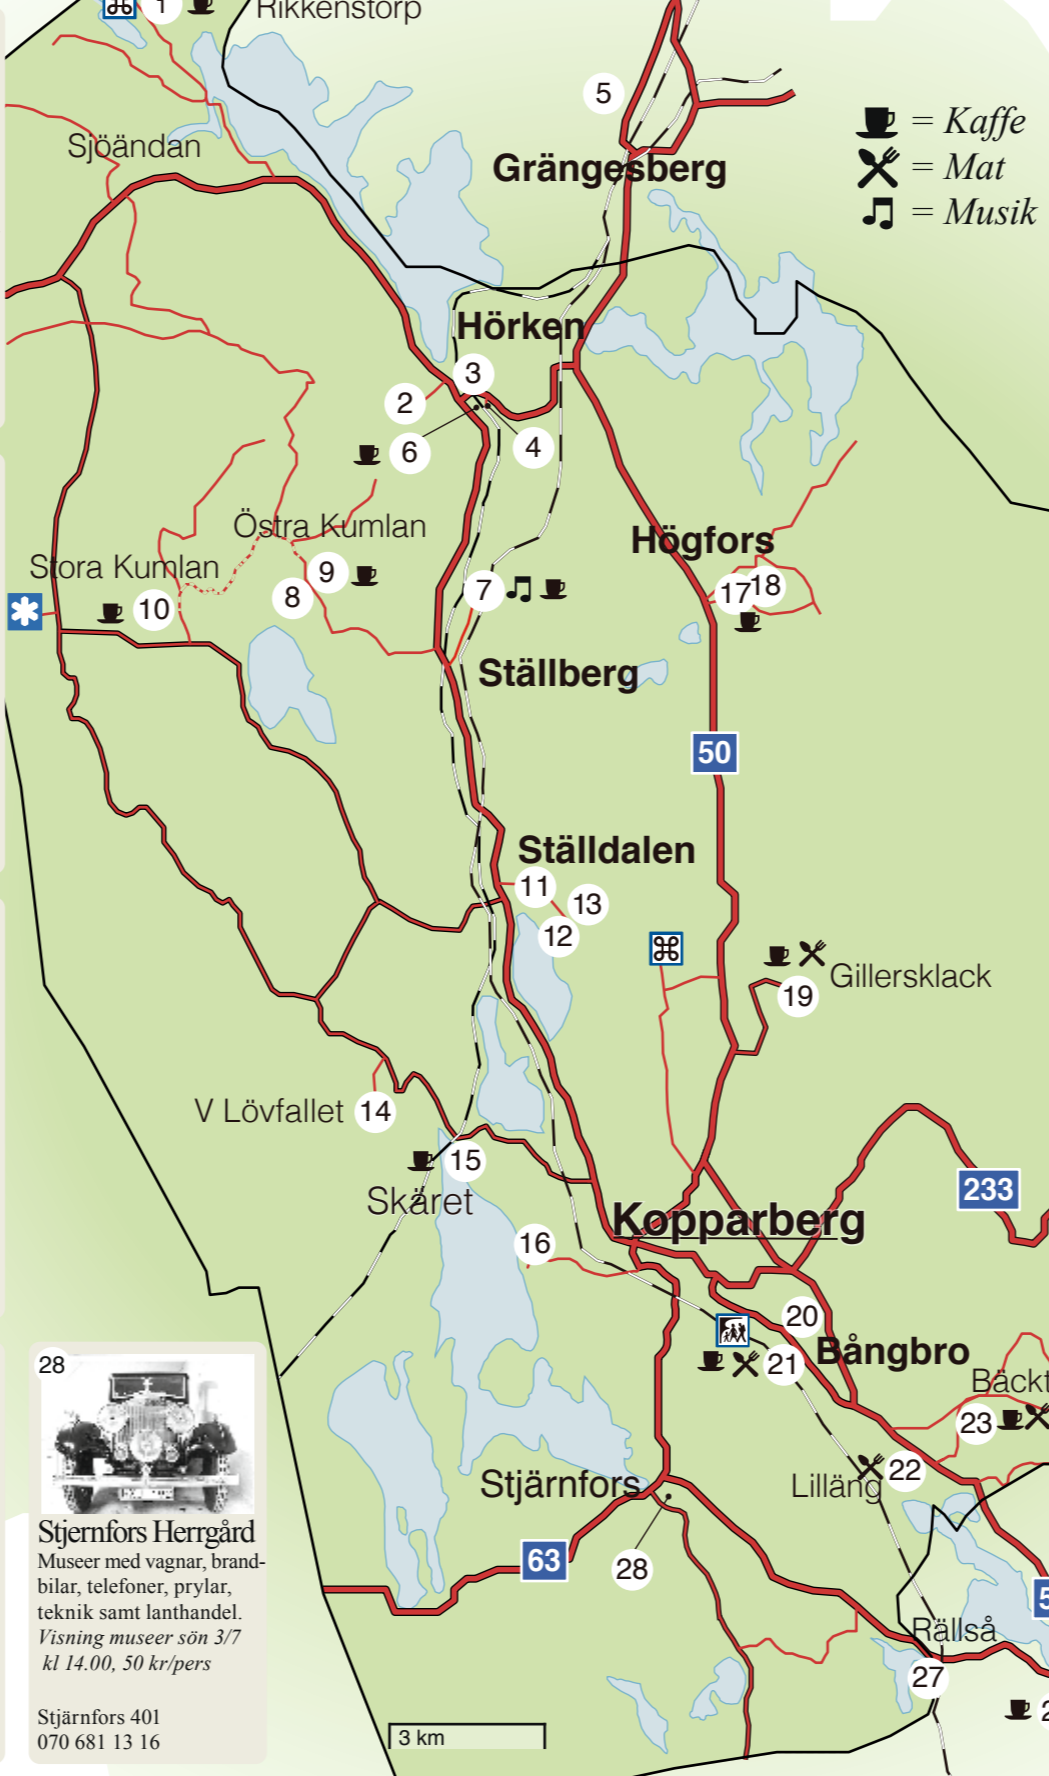 1
Rikkenstorp
5
= Kaffe
= Mat
= Musik
Sjöändan
Grängesberg
Hörken
3
2
6
4
Högfors
Östra Kumlan
Stora Kumlan
9
8
10
7
17
18
Ställberg
50
Ställdalen
11
13
12
Gillersklack
19
V Lövfallet
14
15
Skäret
233
Kopparberg
16
20
Bångbro
21
Bäckt
23
22
Lilläng
Stjärnfors
63
28
5
Rällså
27
2
3 km
28
Stjernfors Herrgård
Museer med vagnar, brand-
bilar, telefoner, prylar,
teknik samt lanthandel.
Visning museer sön 3/7
kl 14.00, 50 kr/pers
Stjärnfors 401
070 681 13 16